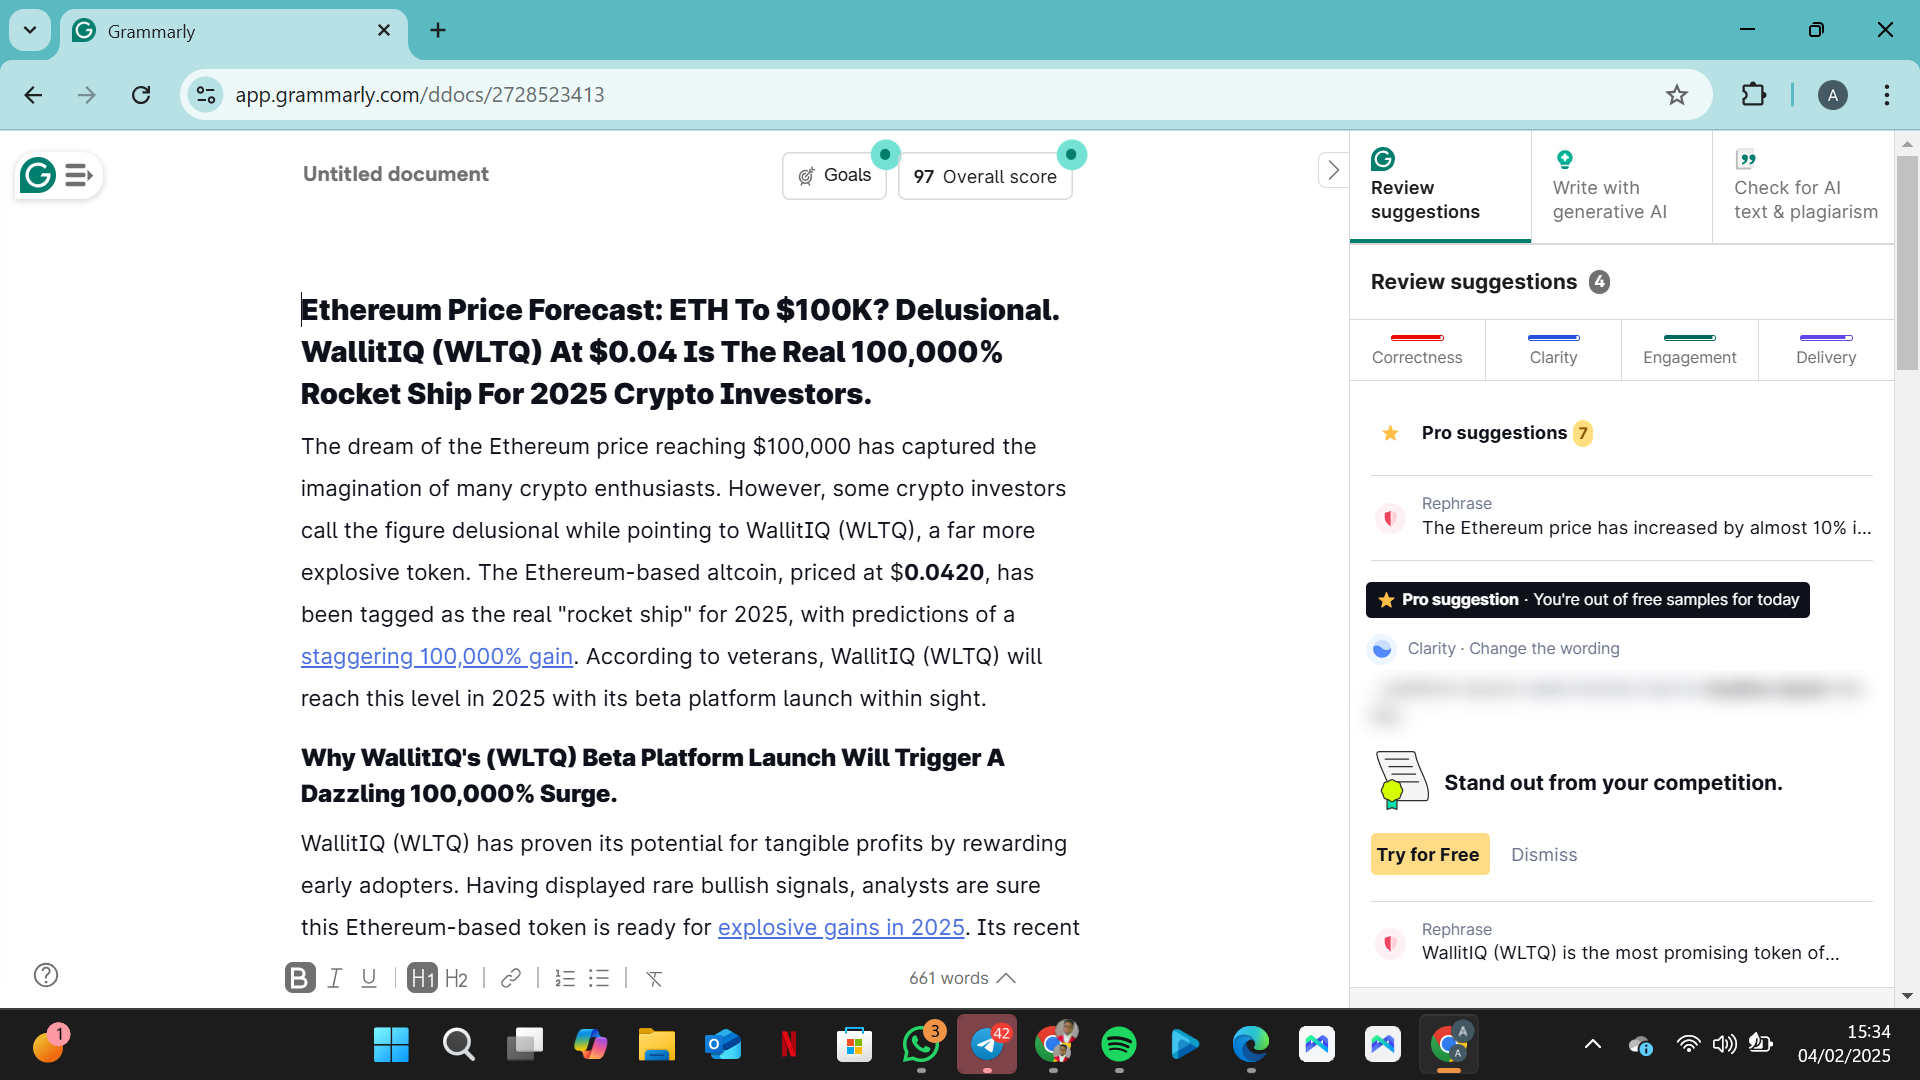 Grammarly
app.grammarly.com/ddocs/2728523413
A
Untitled document
Goals
97 Overall score
Ethereum Price Forecast: ETH To $100K? Delusional.
WallitIQ (WLTQ) At $0.04 Is The Real 100,000%
Rocket Ship For 2025 Crypto Investors.
The dream of the Ethereum price reaching $100,000 has captured the
imagination of many crypto enthusiasts. However, some crypto investors
call the figure delusional while pointing to WallitIQ (WLTQ), a far more
explosive token. The Ethereum-based altcoin, priced at $0.0420, has
been tagged as the real "rocket ship" for 2025, with predictions of a
staggering 100,000% gain. According to veterans, WallitIQ (WLTQ) will
reach this level in 2025 with its beta platform launch within sight.
Why WallitIQ's (WLTQ) Beta Platform Launch Will Trigger A
Dazzling 100,000% Surge.
WallitIQ (WLTQ) has proven its potential for tangible profits by rewarding
early adopters. Having displayed rare bullish signals, analysts are sure
this Ethereum-based token is ready for explosive gains in 2025. Its recent
B I U H1 H2
661 words
Review
suggestions
Write with
generative AI
Check for AI
text & plagiarism
Review suggestions 4
Correctness
Clarity
Engagement
Delivery
Pro suggestions 7
Rephrase
The Ethereum price has increased by almost 10% i...
Pro suggestion · You're out of free samples for today
Clarity · Change the wording
Stand out from your competition.
Try for Free
Dismiss
Rephrase
WallitIQ (WLTQ) is the most promising token of...
1
3
42
A
A
15:34
04/02/2025